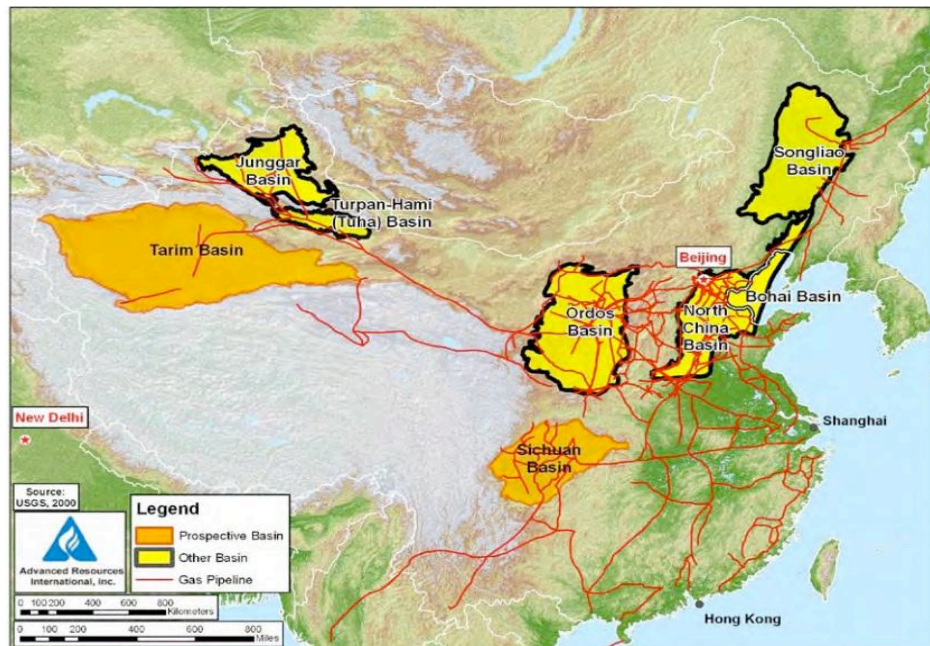 Junggar
Basin
Turpan-Hami
(Tuha) Basin
Tarim Basin
Songliao
Basin
Beijing
Bohai Basin
Ordos
Basin
North
China
Basin
New Delhi
Shanghai
Sichuan
Basin
Source:
USGS, 2000
Advanced Resources
International, Inc.
Legend
Prospective Basin
Other Basin
Gas Pipeline
0 100 200 400 600 800
Kilometers
0 100 200 400 600 800
Miles
Hong Kong